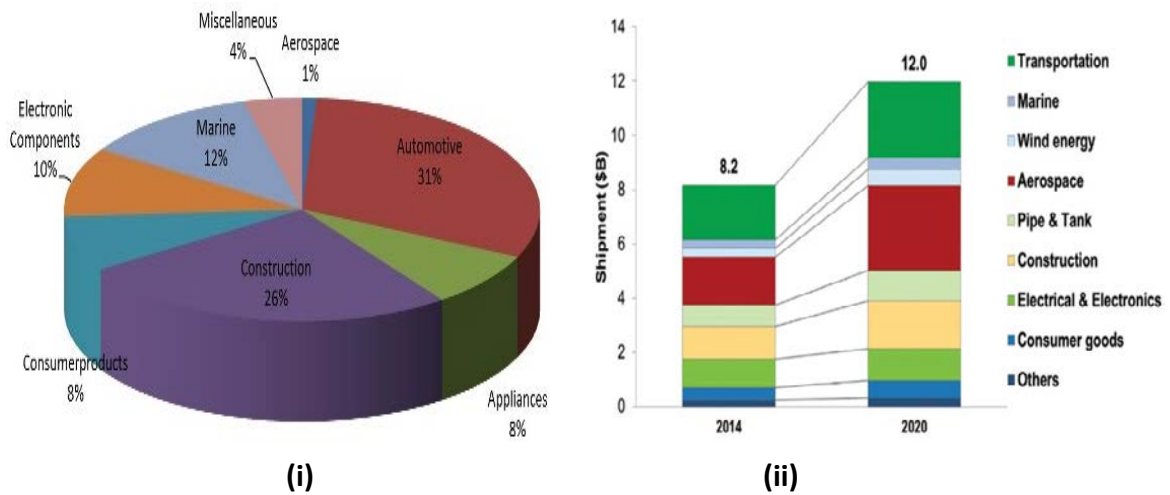 Miscellaneous
4%
Aerospace
1%
Electronic
Components
10%
Marine
12%
Automotive
31%
Construction
26%
Consumerproducts
8%
Appliances
8%
(i)
Shipment ($B)
14
12
10
8
6
4
2
0
8.2
12.0
2014
2020
Transportation
Marine
Wind energy
Aerospace
Pipe & Tank
Construction
Electrical & Electronics
Consumer goods
Others
(ii)